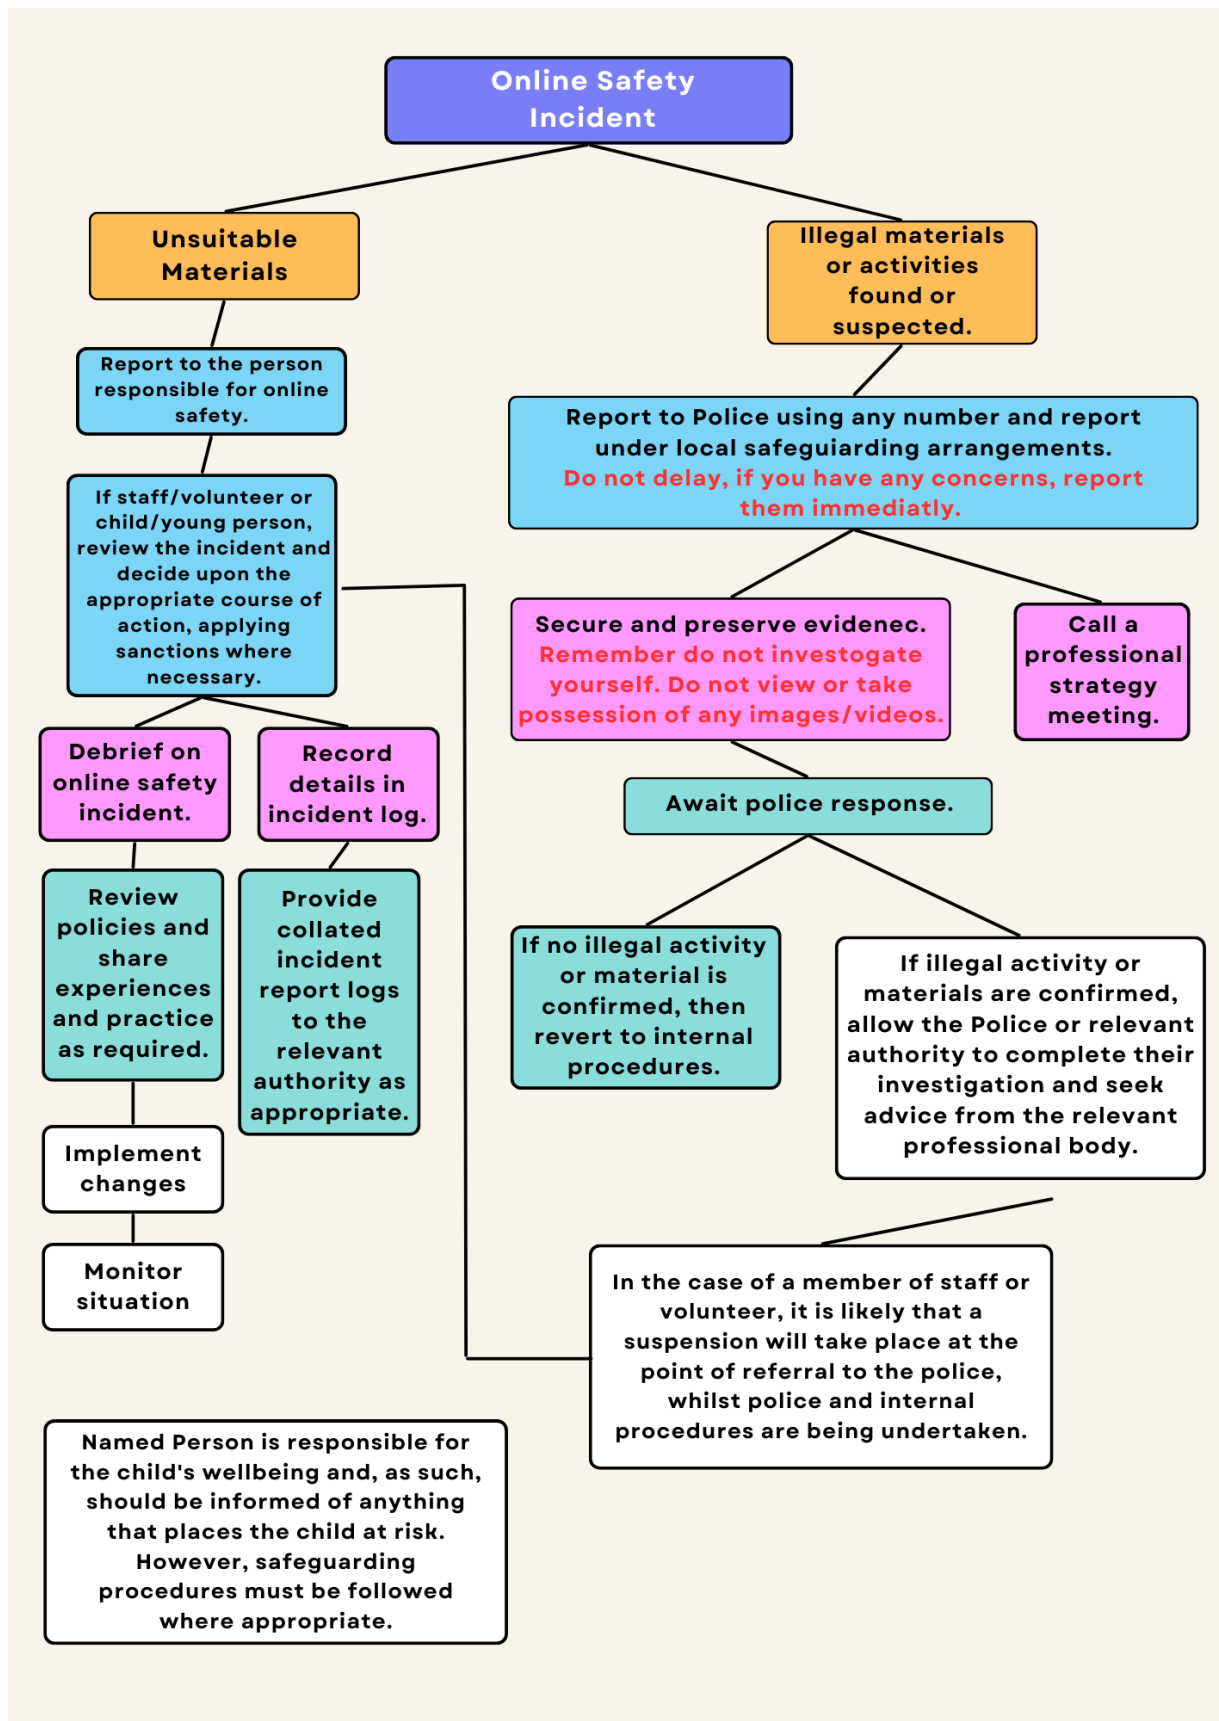 Online Safety
Incident
Unsuitable
Materials
Illegal materials
or activities
found or
suspected.
Report to the person
responsible for online
safety.
Report to Police using any number and report
under local safeguiarding arrangements.
Do not delay, if you have any concerns, report
them immediatly.
If staff/volunteer or
child/young person,
review the incident and
decide upon the
appropriate course of
action, applying
sanctions where
necessary.
Secure and preserve evidenec.
Remember do not investogate
yourself. Do not view or take
possession of any images/videos.
Call a
professional
strategy
meeting.
Debrief on
online safety
incident.
Record
details in
incident log.
Await police response.
Review
policies and
share
experiences
and practice
as required.
Provide
collated
incident
report logs
to the
relevant
authority as
appropriate.
If no illegal activity
or material is
confirmed, then
revert to internal
procedures.
If illegal activity or
materials are confirmed,
allow the Police or relevant
authority to complete their
investigation and seek
advice from the relevant
professional body.
Implement
changes
Monitor
situation
In the case of a member of staff or
volunteer, it is likely that a
suspension will take place at the
point of referral to the police,
whilst police and internal
procedures are being undertaken.
Named Person is responsible for
the child's wellbeing and, as such,
should be informed of anything
that places the child at risk.
However, safeguarding
procedures must be followed
where appropriate.